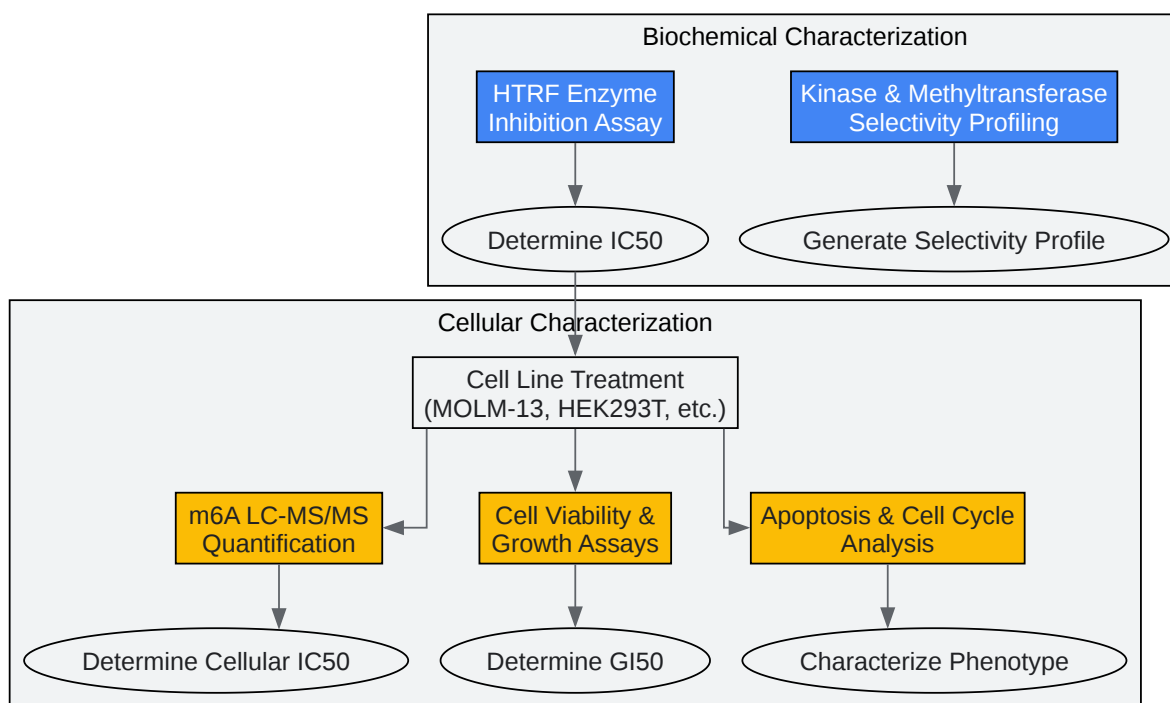 Biochemical Characterization
HTRF Enzyme
Inhibition Assay
Kinase & Methyltransferase
Selectivity Profiling
Determine IC50
Generate Selectivity Profile
Cellular Characterization
Cell Line Treatment
(MOLM-13, HEK293T, etc.)
m6A LC-MS/MS
Quantification
Cell Viability &
Growth Assays
Apoptosis & Cell Cycle
Analysis
Determine Cellular IC50
Determine GI50
Characterize Phenotype